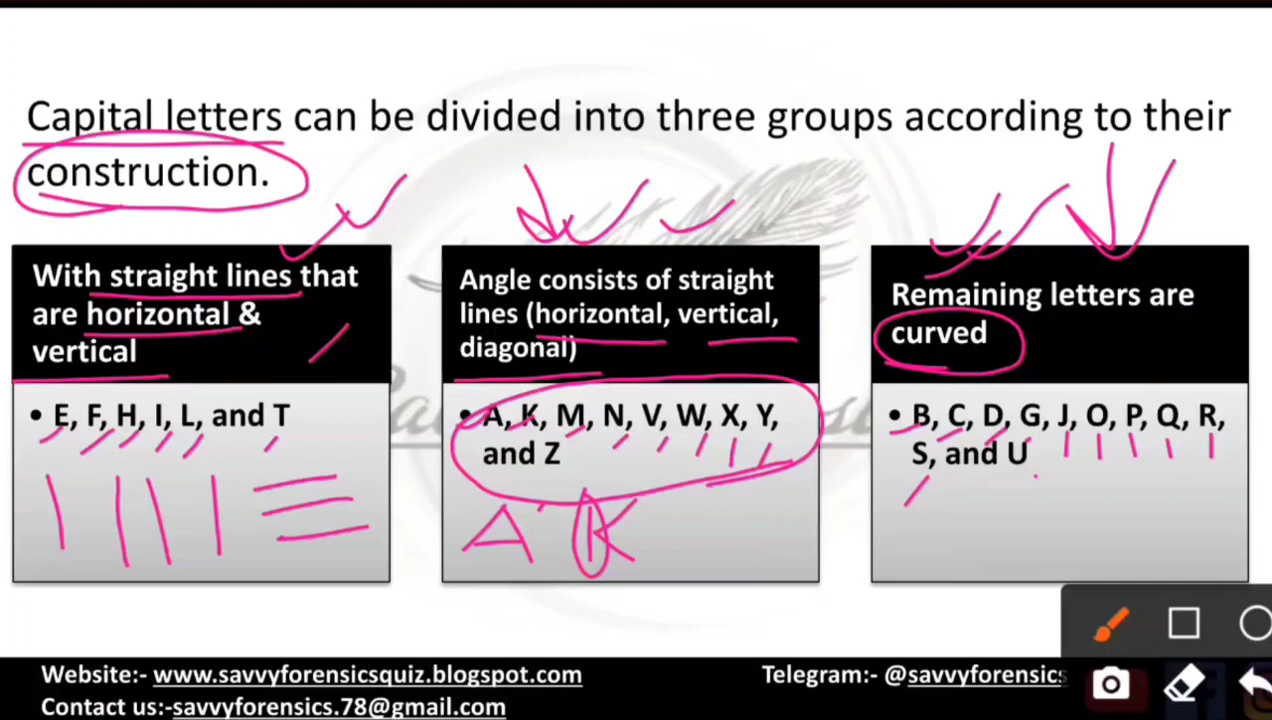 Capital letters can be divided into three groups according to their
construction.
With straight lines that
are horizontal &
vertical
• E, F, H, I, L, and T
Angle consists of straight
lines (horizontal, vertical,
diagonal)
• A, K, M, N, V, W, X, Y,
and Z
A K
Remaining letters are
curved
• B, C, D, G, J, O, P, Q, R,
S, and U
Website:- www.savvyforensicsquiz.blogspot.com
Telegram:- @savvyforensics
Contact us:-savvyforensics.78@gmail.com